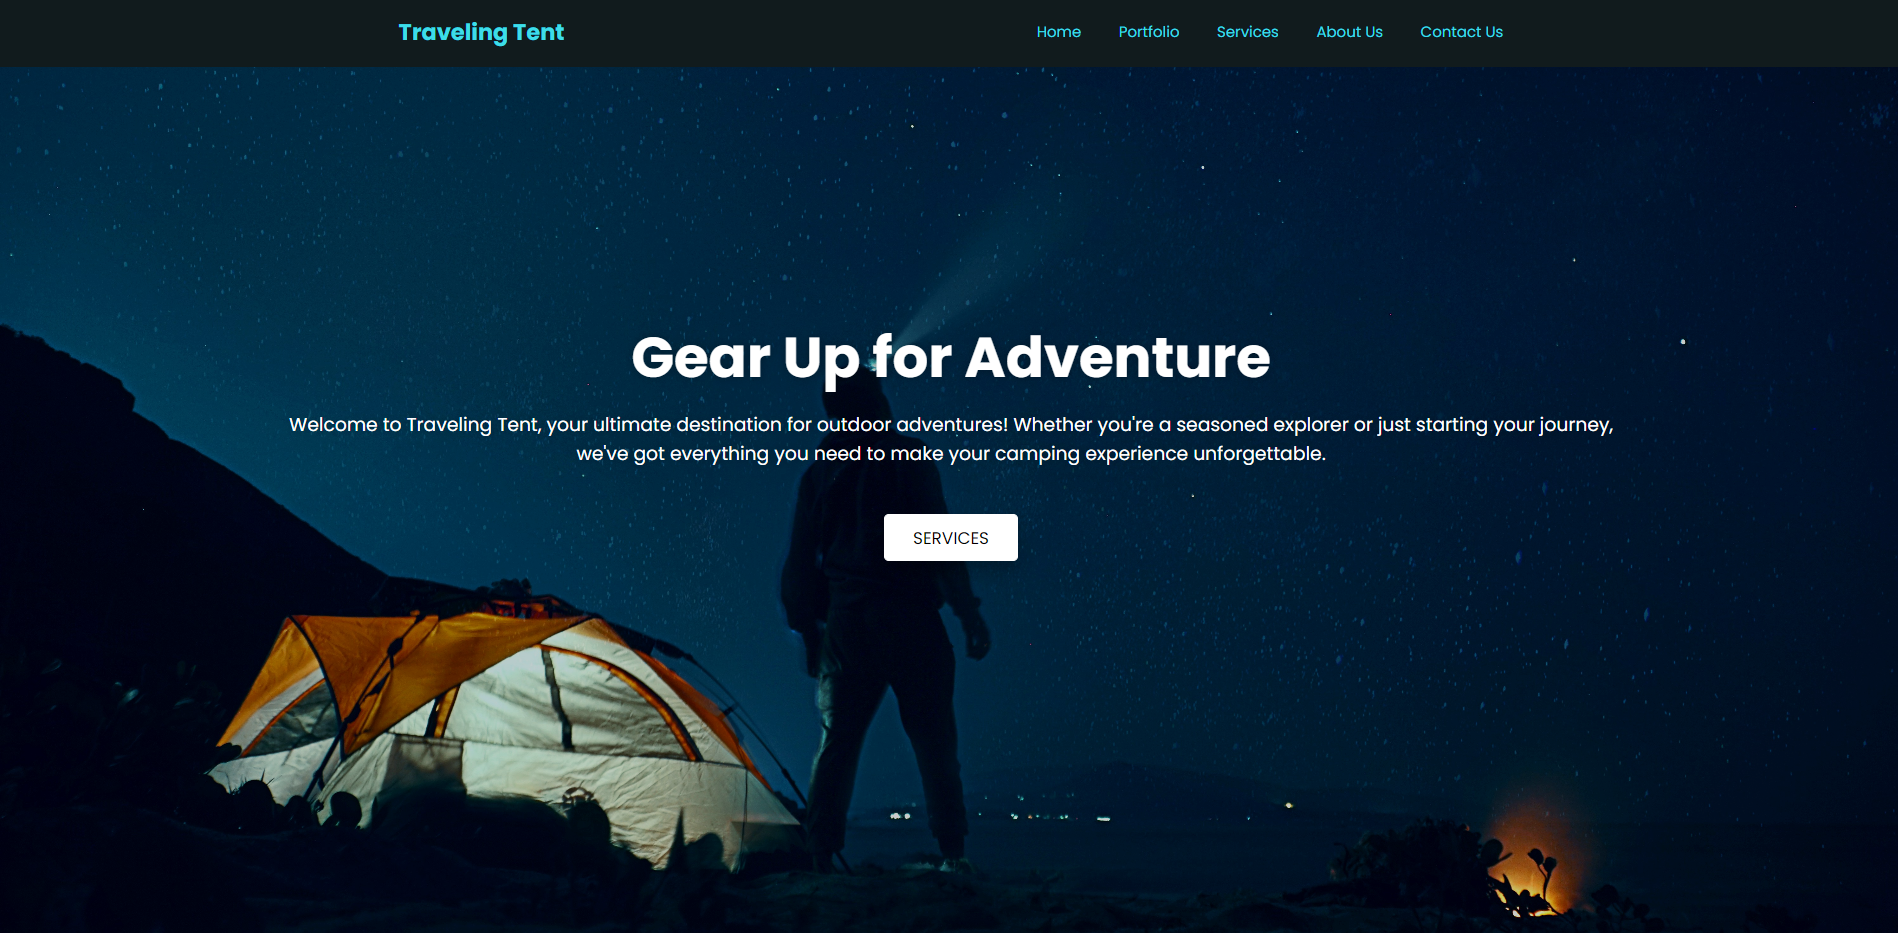 Traveling Tent
Home Portfolio Services About Us Contact Us
Gear Up for Adventure
Welcome to Traveling Tent, your ultimate destination for outdoor adventures! Whether you're a seasoned explorer or just starting your journey,
we've got everything you need to make your camping experience unforgettable.
SERVICES